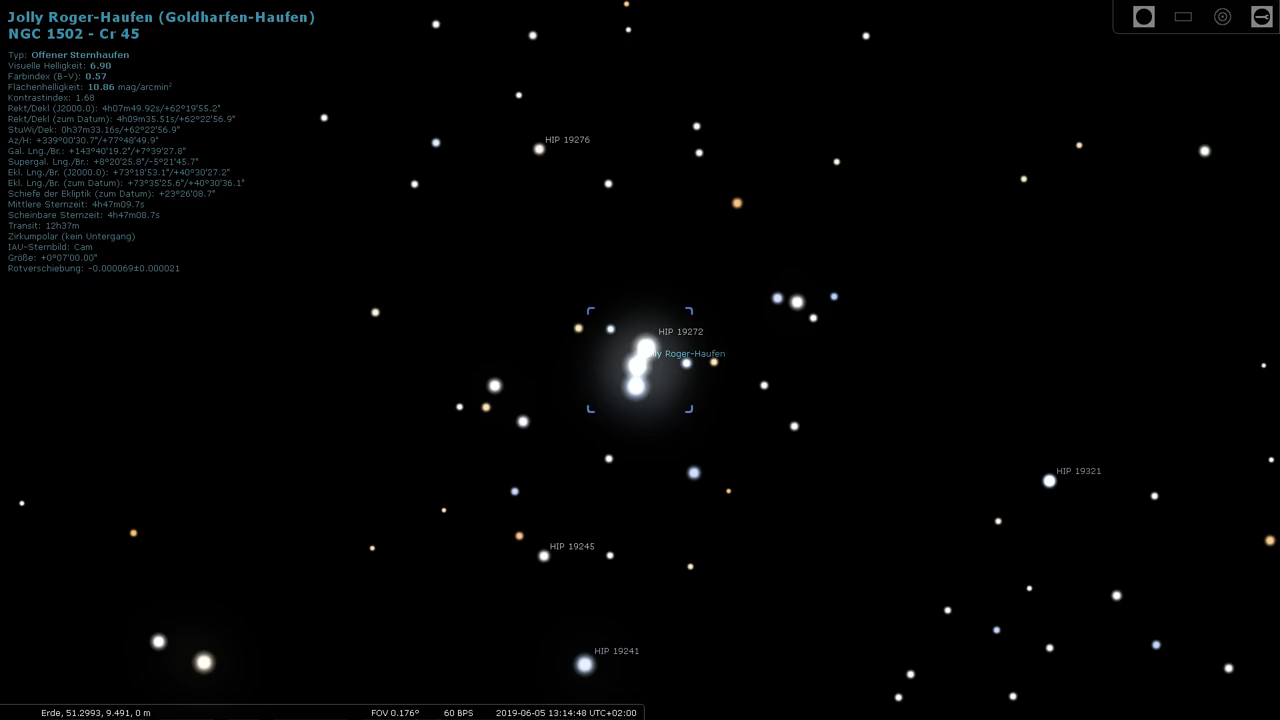 Jolly Roger-Haufen (Goldharfen-Haufen)
NGC 1502 - Cr 45
Typ: Offener Sternhaufen
Visuelle Helligkeit: 6.90
Farbindex (B-V): 0.57
Flächenhelligkeit: 10.86 mag/arcmin²
Kontrastindex: 1.68
Rekt/Dekl (J2000.0): 4h07m49.92s/+62°19'55.2"
Rekt/Dekl (zum Datum): 4h09m35.51s/+62°22'56.9"
StuWi/Dek: 0h37m33.16s/+62°22'56.9"
Az/H: +339°00'30.7"/+77°48'49.9"
Gal. Lng./Br.: +143°40'19.2"/+7°39'27.8"
Supergal. Lng./Br.: +8°20'25.8"/-5°21'45.7"
Ekl. Lng./Br. (J2000.0): +73°18'53.1"/+40°30'27.2"
Ekl. Lng./Br. (zum Datum): +73°35'25.6"/+40°30'36.1"
Schiefe der Ekliptik (zum Datum): +23°26'08.7"
Mittlere Sternzeit: 4h47m09.7s
Scheinbare Sternzeit: 4h47m08.7s
Transit: 12h37m
Zirkumpolar (kein Untergang)
IAU-Sternbild: Cam
Größe: +0°07'00.00"
Rotverschiebung: -0.000069±0.000021
HIP 19276
HIP 19272
Jolly Roger-Haufen
HIP 19321
HIP 19245
HIP 19241
Erde, 51.2993, 9.491, 0 m
FOV 0.176°
60 BPS
2019-06-05 13:14:48 UTC+02:00